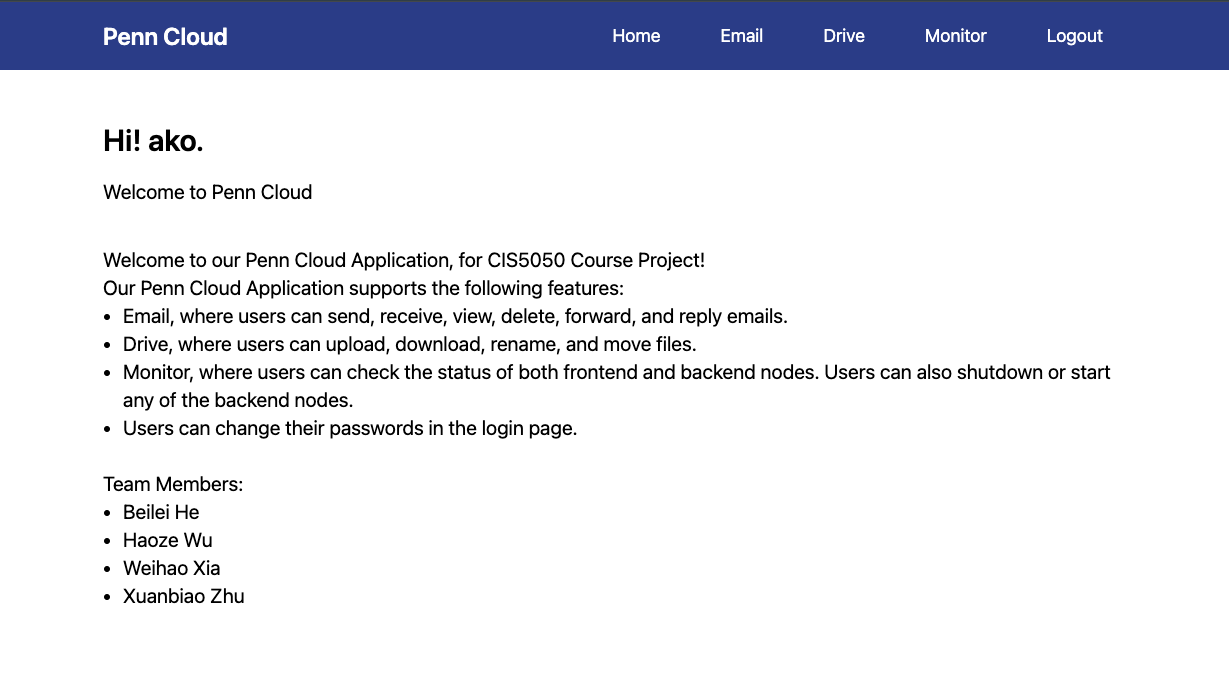 Penn Cloud
Home Email Drive Monitor Logout
Hi! ako.
Welcome to Penn Cloud
Welcome to our Penn Cloud Application, for CIS5050 Course Project!
Our Penn Cloud Application supports the following features:
• Email, where users can send, receive, view, delete, forward, and reply emails.
• Drive, where users can upload, download, rename, and move files.
• Monitor, where users can check the status of both frontend and backend nodes. Users can also shutdown or start
any of the backend nodes.
• Users can change their passwords in the login page.
Team Members:
• Beilei He
• Haoze Wu
• Weihao Xia
• Xuanbiao Zhu